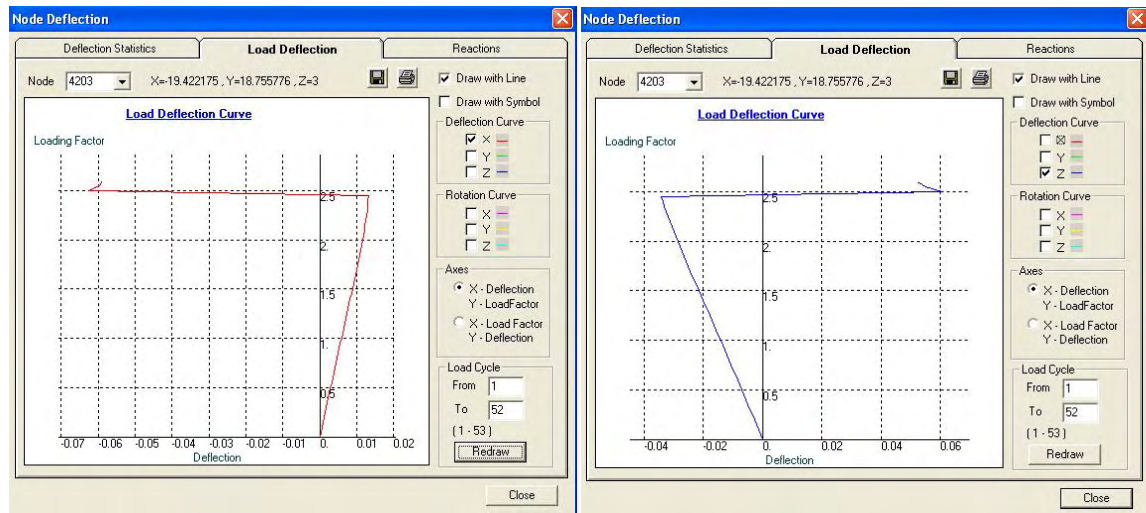 Node Deflection
Deflection Statistics Load Deflection Reactions
Node 4203 X=-19.422175 , Y=18.755776 , Z=3
Draw with Line
Draw with Symbol
Load Deflection Curve
Loading Factor
2.5
2.
1.5
1.
0.5
-0.07 -0.06 -0.05 -0.04 -0.03 -0.02 -0.01 0. 0.01 0.02
Deflection
Deflection Curve
X
Y
Z
Rotation Curve
X
Y
Z
Axes
X - Deflection
Y - LoadFactor
X - Load Factor
Y - Deflection
Load Cycle
From 1
To 52
( 1 - 53 )
Redraw
Close
Node Deflection
Deflection Statistics Load Deflection Reactions
Node 4203 X=-19.422175 , Y=18.755776 , Z=3
Draw with Line
Draw with Symbol
Load Deflection Curve
Loading Factor
2.5
2.
1.5
1.
0.5
-0.04 -0.02 0. 0.02 0.04 0.06
Deflection
Deflection Curve
X
Y
Z
Rotation Curve
X
Y
Z
Axes
X - Deflection
Y - LoadFactor
X - Load Factor
Y - Deflection
Load Cycle
From 1
To 52
( 1 - 53 )
Redraw
Close